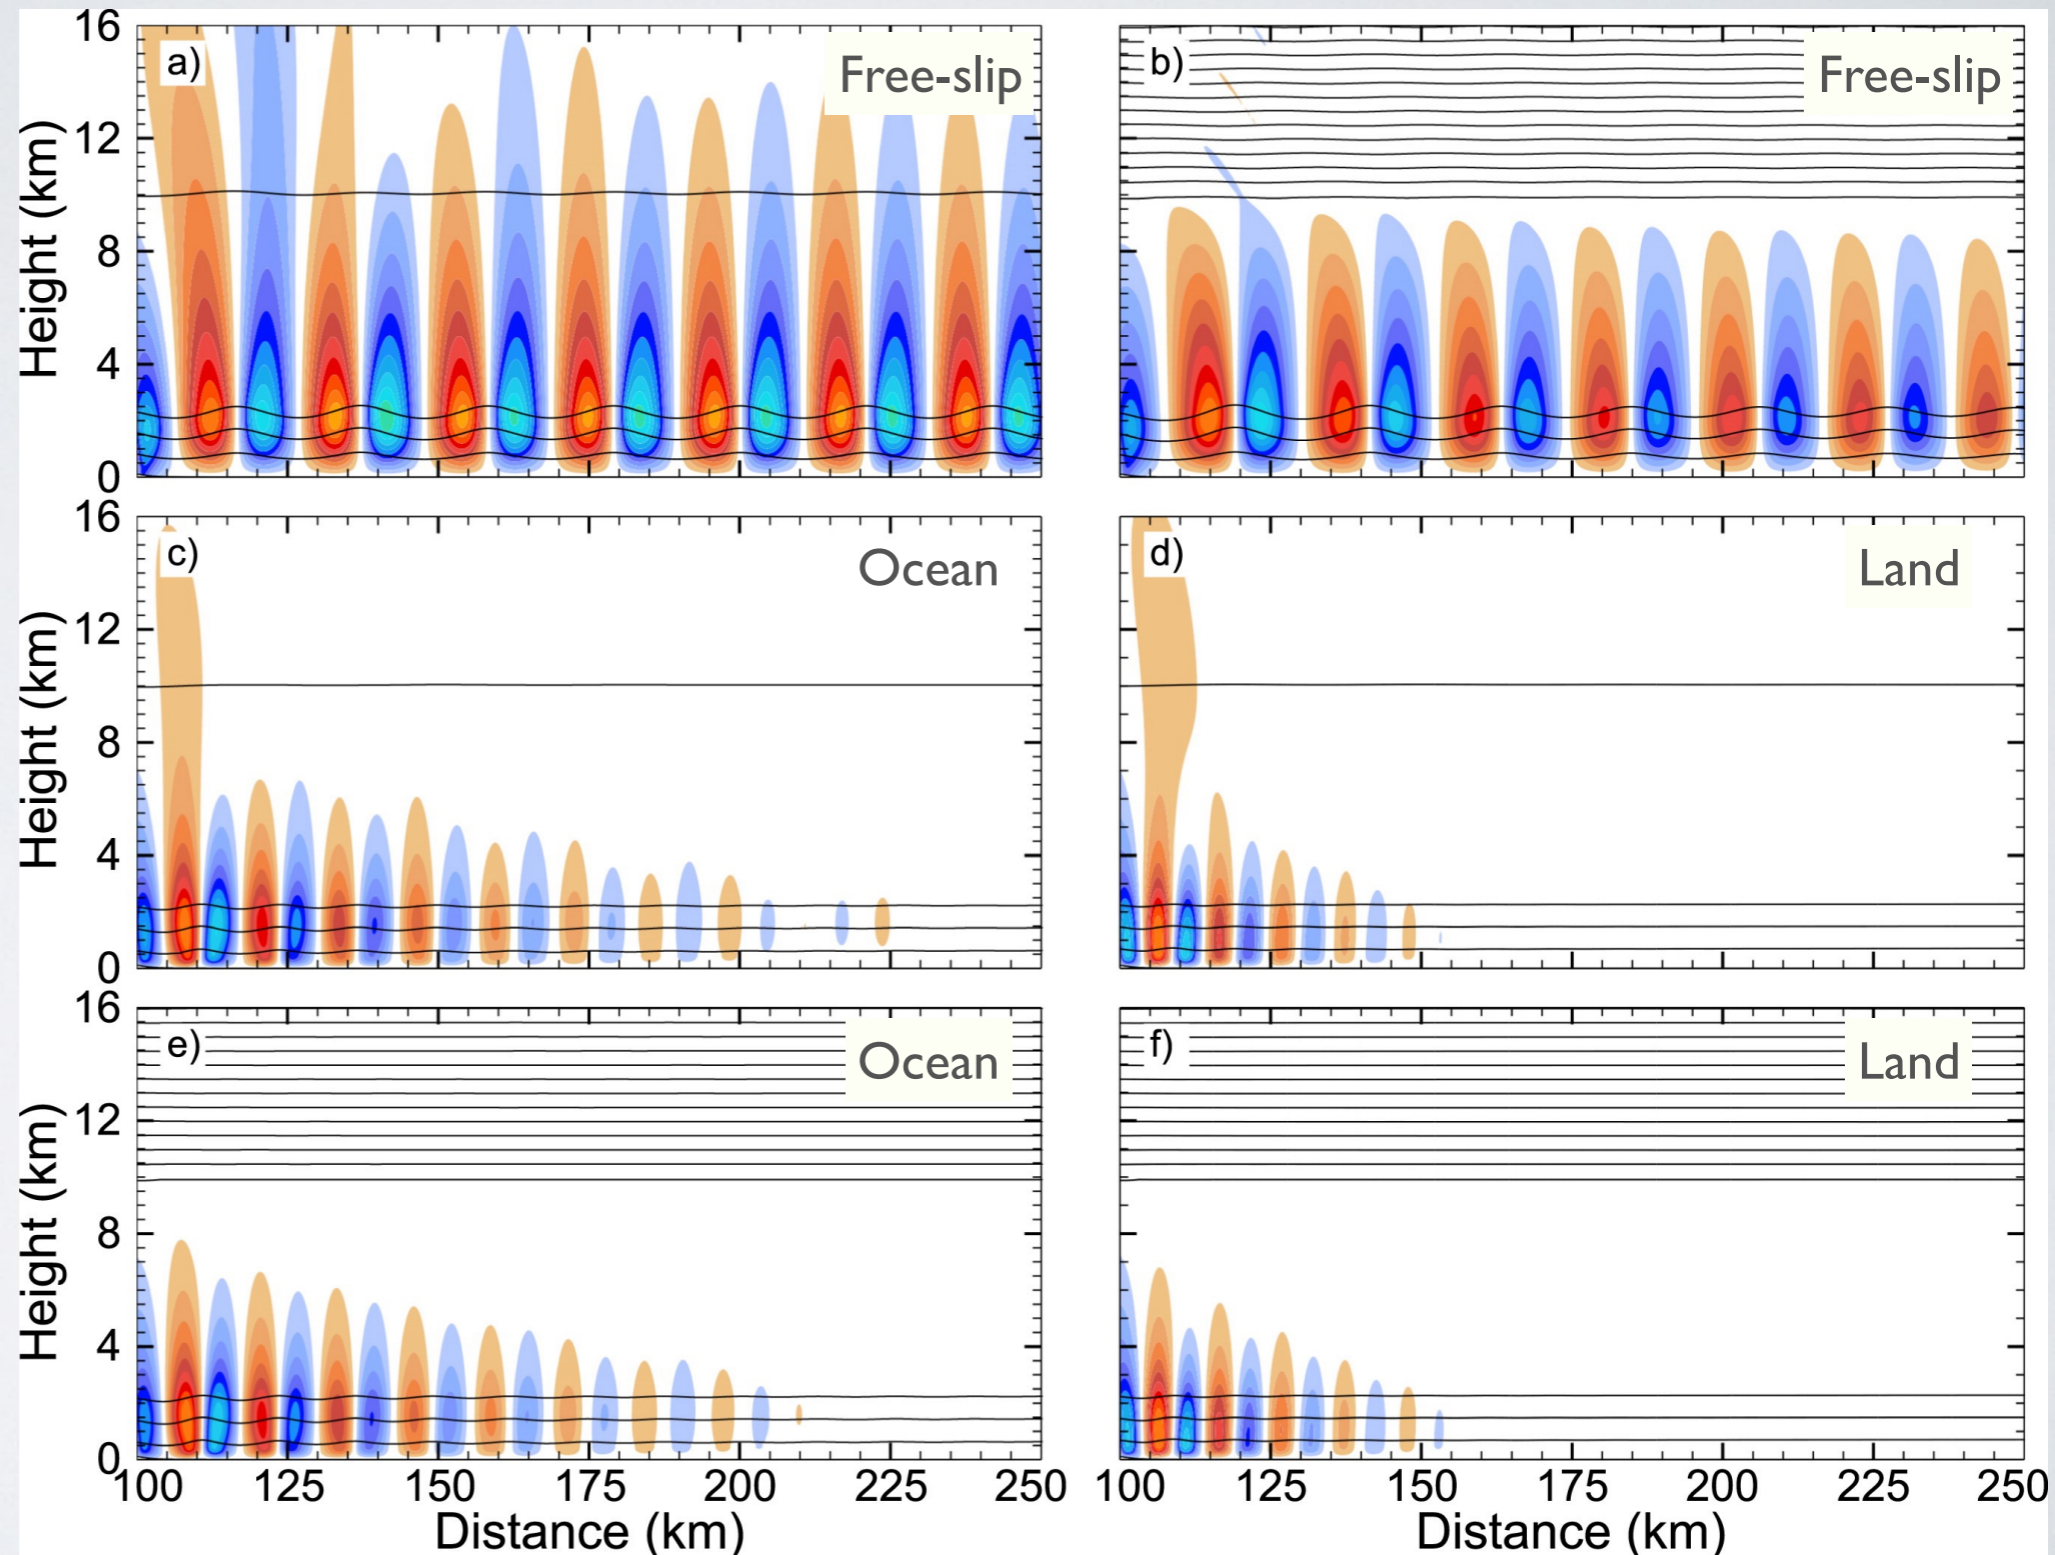 a)
Free-slip
16
12
8
4
0
Height (km)
b)
Free-slip
c)
Ocean
16
12
8
4
0
Height (km)
d)
Land
e)
Ocean
16
12
8
4
0
Height (km)
100 125 150 175 200 225 250
Distance (km)
f)
Land
100 125 150 175 200 225 250
Distance (km)